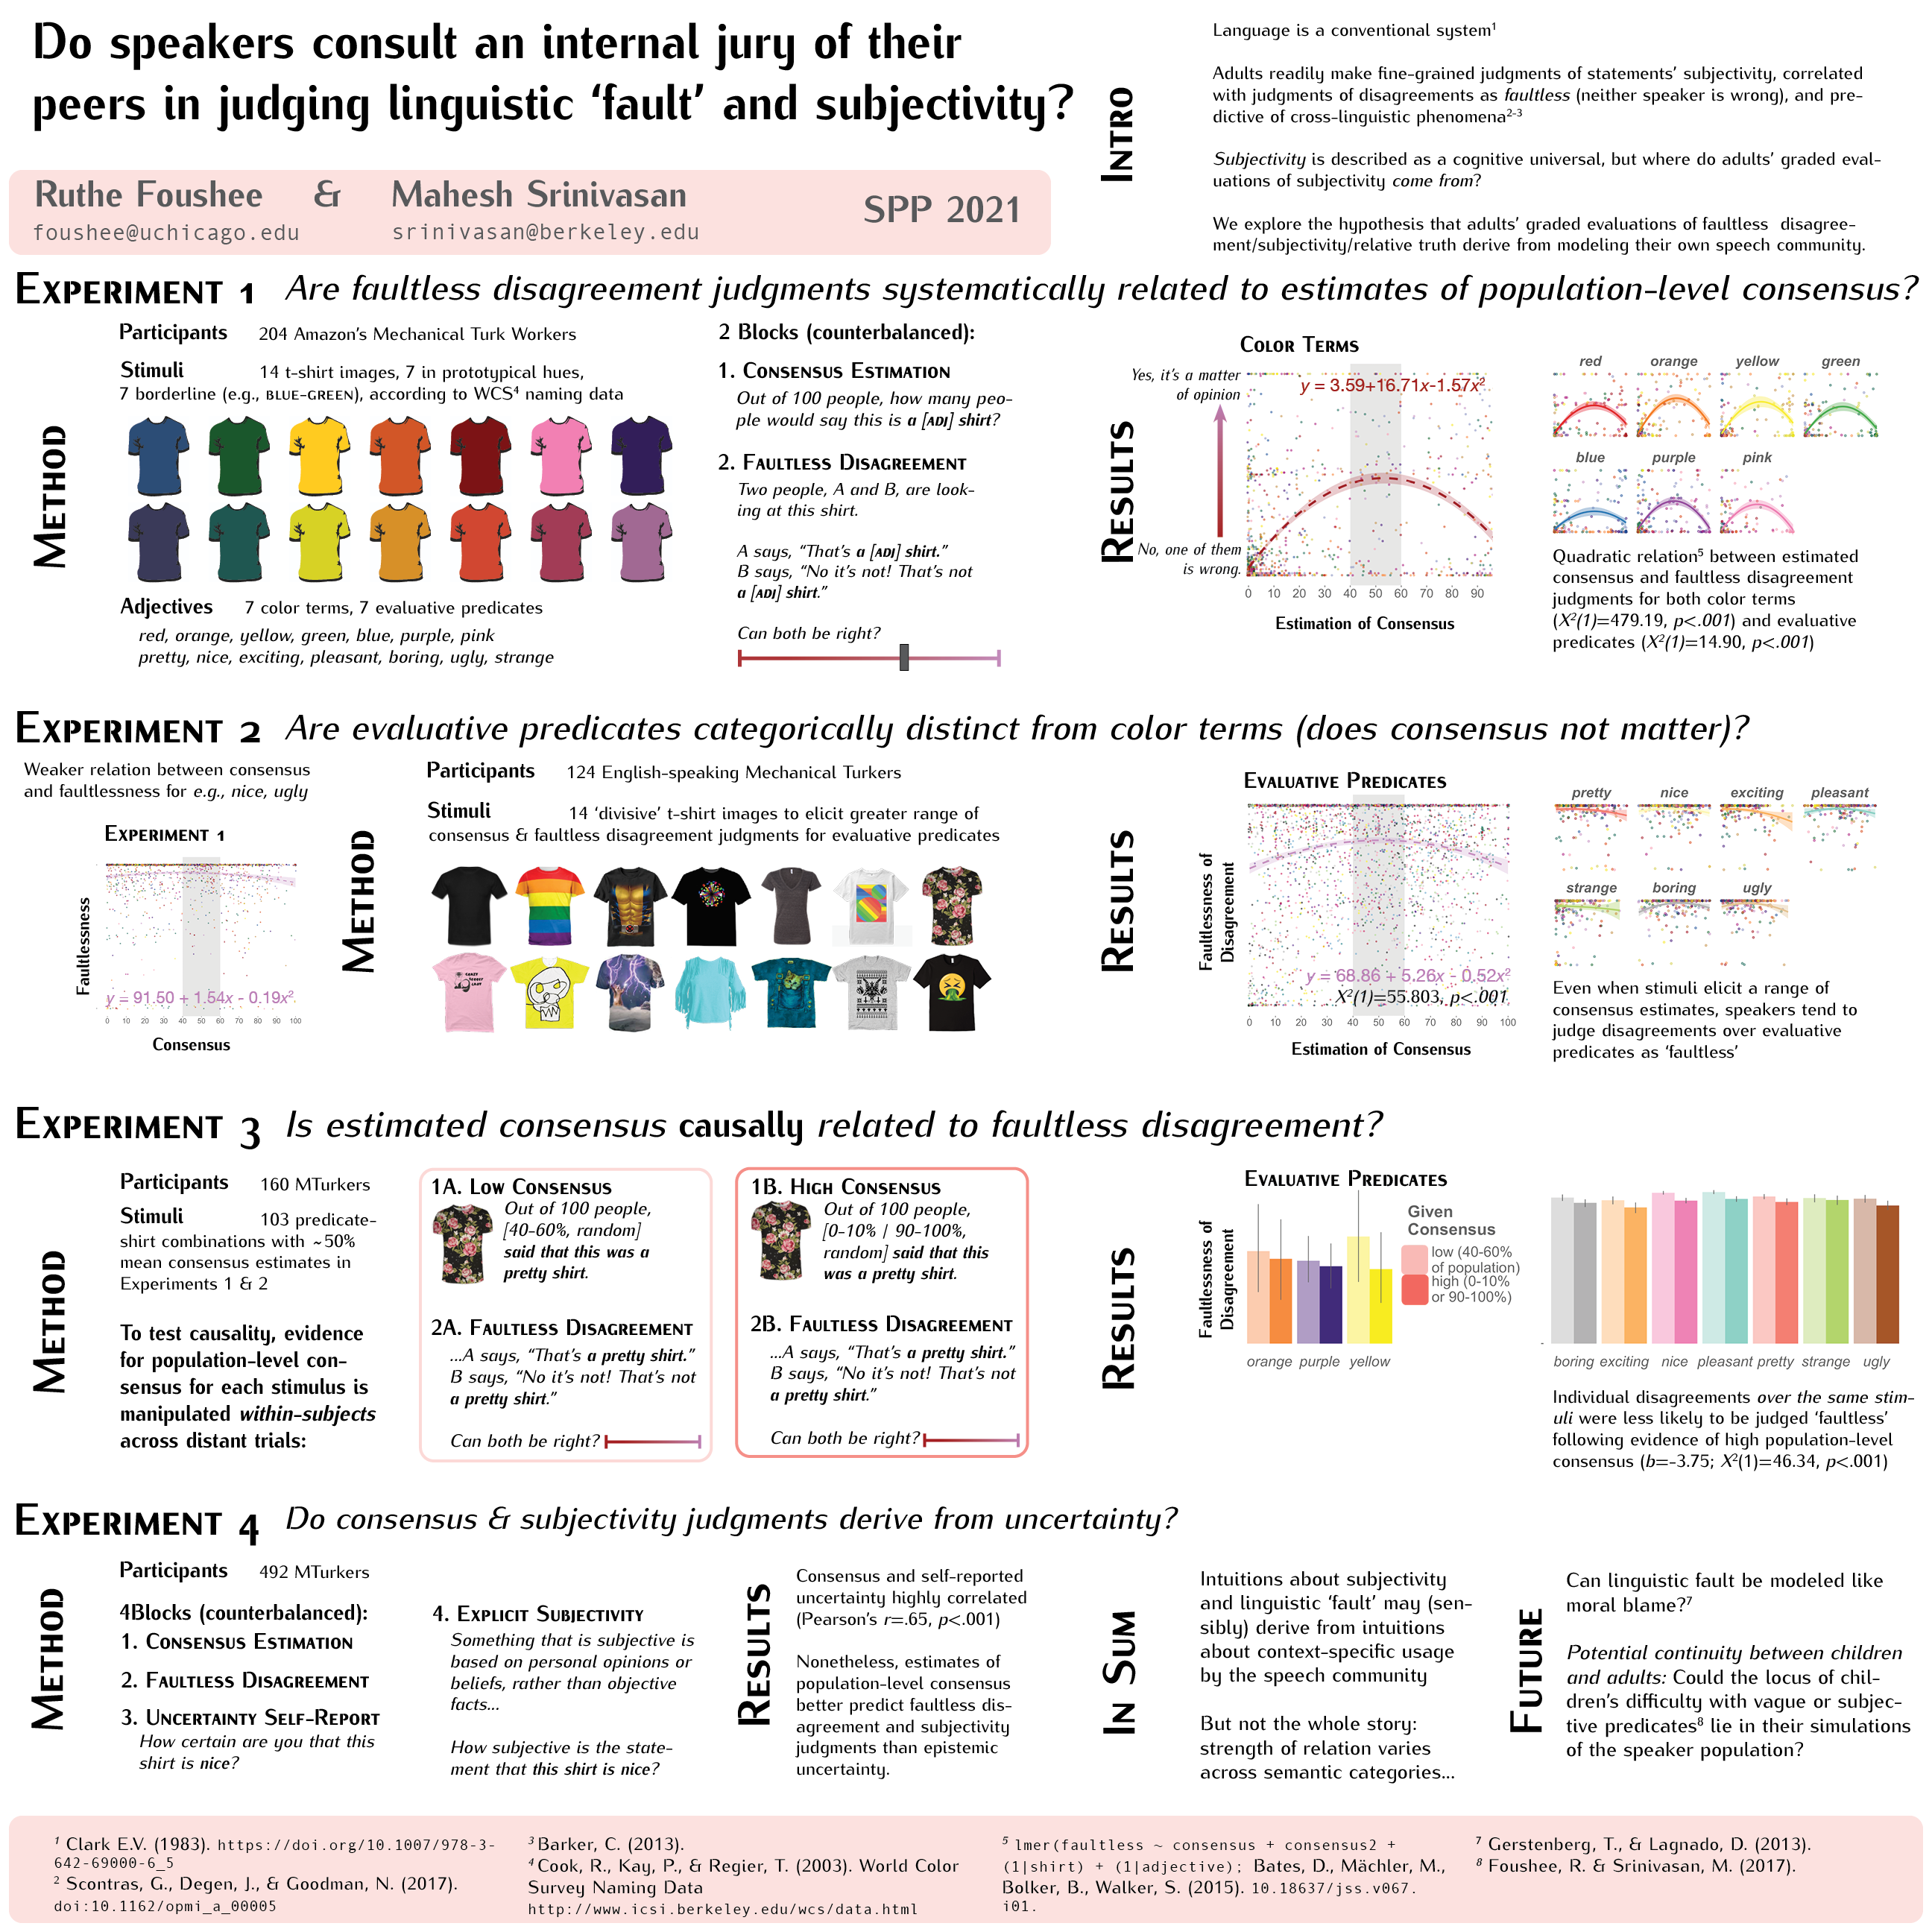 Do speakers consult an internal jury of their
peers in judging linguistic ‘fault’ and subjectivity?
Ruthe Foushee & Mahesh Srinivasan
foushee@uchicago.edu srinivasan@berkeley.edu
SPP 2021
INTRO
Language is a conventional system1
Adults readily make fine-grained judgments of statements’ subjectivity, correlated
with judgments of disagreements as faultless (neither speaker is wrong), and pre-
dictive of cross-linguistic phenomena2-3
Subjectivity is described as a cognitive universal, but where do adults’ graded eval-
uations of subjectivity come from?
We explore the hypothesis that adults’ graded evaluations of faultless disagree-
ment/subjectivity/relative truth derive from modeling their own speech community.
EXPERIMENT 1 Are faultless disagreement judgments systematically related to estimates of population-level consensus?
METHOD
Participants 204 Amazon’s Mechanical Turk Workers
Stimuli 14 t-shirt images, 7 in prototypical hues,
7 borderline (e.g., BLUE-GREEN), according to WCS4 naming data
Adjectives 7 color terms, 7 evaluative predicates
red, orange, yellow, green, blue, purple, pink
pretty, nice, exciting, pleasant, boring, ugly, strange
2 Blocks (counterbalanced):
1. CONSENSUS ESTIMATION
Out of 100 people, how many peo-
ple would say this is a [ADJ] shirt?
2. FAULTLESS DISAGREEMENT
Two people, A and B, are look-
ing at this shirt.
A says, “That’s a [ADJ] shirt.”
B says, “No it’s not! That’s not
a [ADJ] shirt.”
Can both be right?
RESULTS
COLOR TERMS
Yes, it’s a matter
of opinion
No, one of them
is wrong.
y = 3.59+16.71x-1.57x2
0 10 20 30 40 50 60 70 80 90
Estimation of Consensus
red orange yellow green
blue purple pink
Quadratic relation5 between estimated
consensus and faultless disagreement
judgments for both color terms
(X2(1)=479.19, p<.001) and evaluative
predicates (X2(1)=14.90, p<.001)
EXPERIMENT 2 Are evaluative predicates categorically distinct from color terms (does consensus not matter)?
Weaker relation between consensus
and faultlessness for e.g., nice, ugly
EXPERIMENT 1
Faultlessness
y = 91.50 + 1.54x - 0.19x2
0 10 20 30 40 50 60 70 80 90 100
Consensus
METHOD
Participants 124 English-speaking Mechanical Turkers
Stimuli 14 ‘divisive’ t-shirt images to elicit greater range of
consensus & faultless disagreement judgments for evaluative predicates
RESULTS
EVALUATIVE PREDICATES
Faultlessness of
Disagreement
y = 68.86 + 5.26x - 0.52x2
X2(1)=55.803, p<.001
0 10 20 30 40 50 60 70 80 90 100
Estimation of Consensus
pretty nice exciting pleasant
strange boring ugly
Even when stimuli elicit a range of
consensus estimates, speakers tend to
judge disagreements over evaluative
predicates as ‘faultless’
EXPERIMENT 3 Is estimated consensus causally related to faultless disagreement?
METHOD
Participants 160 MTurkers
Stimuli 103 predicate-
shirt combinations with ~50%
mean consensus estimates in
Experiments 1 & 2
To test causality, evidence
for population-level con-
sensus for each stimulus is
manipulated within-subjects
across distant trials:
1A. LOW CONSENSUS
Out of 100 people,
[40-60%, random]
said that this was a
pretty shirt.
2A. FAULTLESS DISAGREEMENT
...A says, “That’s a pretty shirt.”
B says, “No it’s not! That’s not
a pretty shirt.”
Can both be right?
1B. HIGH CONSENSUS
Out of 100 people,
[0-10% / 90-100%,
random] said that this
was a pretty shirt.
2B. FAULTLESS DISAGREEMENT
...A says, “That’s a pretty shirt.”
B says, “No it’s not! That’s not
a pretty shirt.”
Can both be right?
RESULTS
EVALUATIVE PREDICATES
Faultlessness of
Disagreement
orange purple yellow
Given
Consensus
low (40-60%
of population)
high (0-10%
or 90-100%)
boring exciting nice pleasant pretty strange ugly
Individual disagreements over the same stim-
uli were less likely to be judged ‘faultless’
following evidence of high population-level
consensus (b=-3.75; X2(1)=46.34, p<.001)
EXPERIMENT 4 Do consensus & subjectivity judgments derive from uncertainty?
METHOD
Participants 492 MTurkers
4Blocks (counterbalanced):
1. CONSENSUS ESTIMATION
2. FAULTLESS DISAGREEMENT
3. UNCERTAINTY SELF-REPORT
How certain are you that this
shirt is nice?
4. EXPLICIT SUBJECTIVITY
Something that is subjective is
based on personal opinions or
beliefs, rather than objective
facts...
How subjective is the state-
ment that this shirt is nice?
RESULTS
Consensus and self-reported
uncertainty highly correlated
(Pearson’s r=.65, p<.001)
Nonetheless, estimates of
population-level consensus
better predict faultless dis-
agreement and subjectivity
judgments than epistemic
uncertainty.
IN SUM
Intuitions about subjectivity
and linguistic ‘fault’ may (sen-
sibly) derive from intuitions
about context-specific usage
by the speech community
But not the whole story:
strength of relation varies
across semantic categories...
FUTURE
Can linguistic fault be modeled like
moral blame?7
Potential continuity between children
and adults: Could the locus of chil-
dren’s difficulty with vague or subjec-
tive predicates8 lie in their simulations
of the speaker population?
1 Clark E.V. (1983). https://doi.org/10.1007/978-3-
642-69000-6_5
2 Scontras, G., Degen, J., & Goodman, N. (2017).
doi:10.1162/opmi_a_00005
3 Barker, C. (2013).
4 Cook, R., Kay, P., & Regier, T. (2003). World Color
Survey Naming Data
http://www.icsi.berkeley.edu/wcs/data.html
5 lmer(faultless ~ consensus + consensus2 +
(1|shirt) + (1|adjective); Bates, D., Mächler, M.,
Bolker, B., Walker, S. (2015). 10.18637/jss.v067.
i01.
7 Gerstenberg, T., & Lagnado, D. (2013).
8 Foushee, R. & Srinivasan, M. (2017).